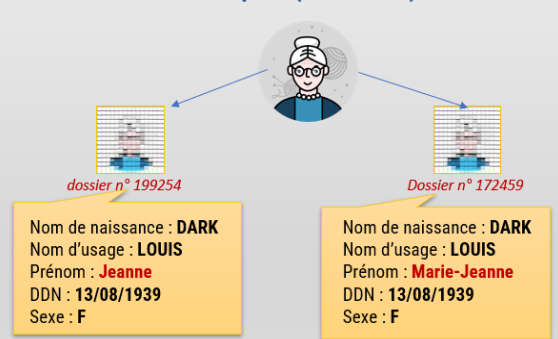 dossier n° 199254
Dossier n° 172459
Nom de naissance : DARK
Nom d'usage : LOUIS
Prénom : Jeanne
DDN : 13/08/1939
Sexe : F
Nom de naissance : DARK
Nom d'usage : LOUIS
Prénom : Marie-Jeanne
DDN : 13/08/1939
Sexe : F